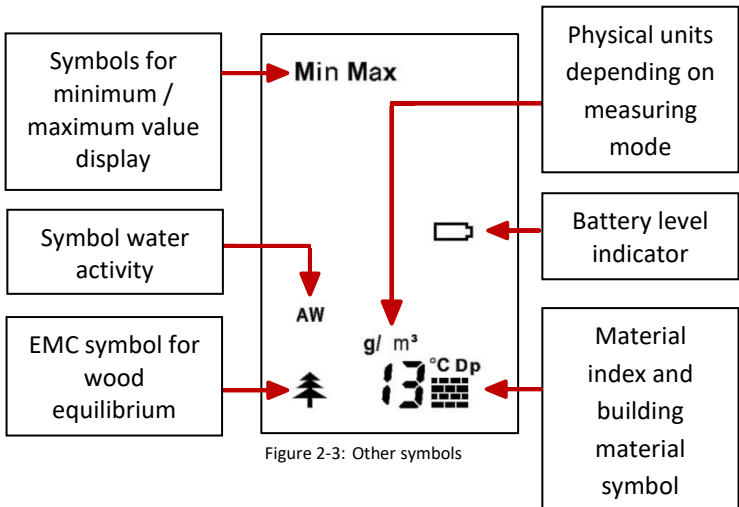 Symbols for
minimum /
maximum value
display
Min Max
Physical units
depending on
measuring
mode
Symbol water
activity
Battery level
indicator
AW
EMC symbol for
wood
equilibrium
g/ m³
13 °C Dp
Material
index and
building
material
symbol
Figure 2-3: Other symbols